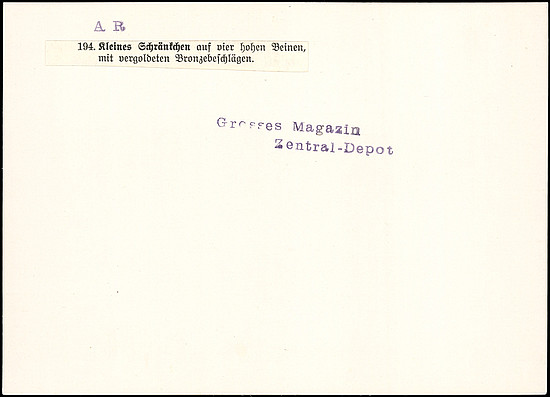 A R
194. Kleines Schränkchen auf vier hohen Beinen,
mit vergoldeten Bronzebeschlägen.
Grosses Magazin
Zentral-Depot